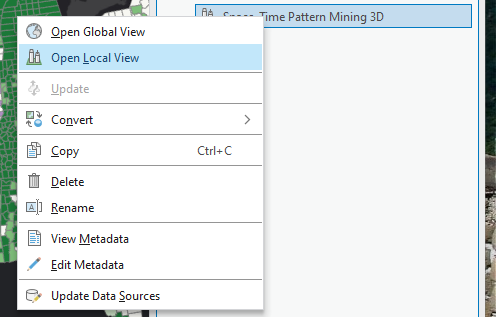 Space Time Pattern Mining 3D
Open Global View
Open Local View
Update
Convert
Copy Ctrl+C
Delete
Rename
View Metadata
Edit Metadata
Update Data Sources